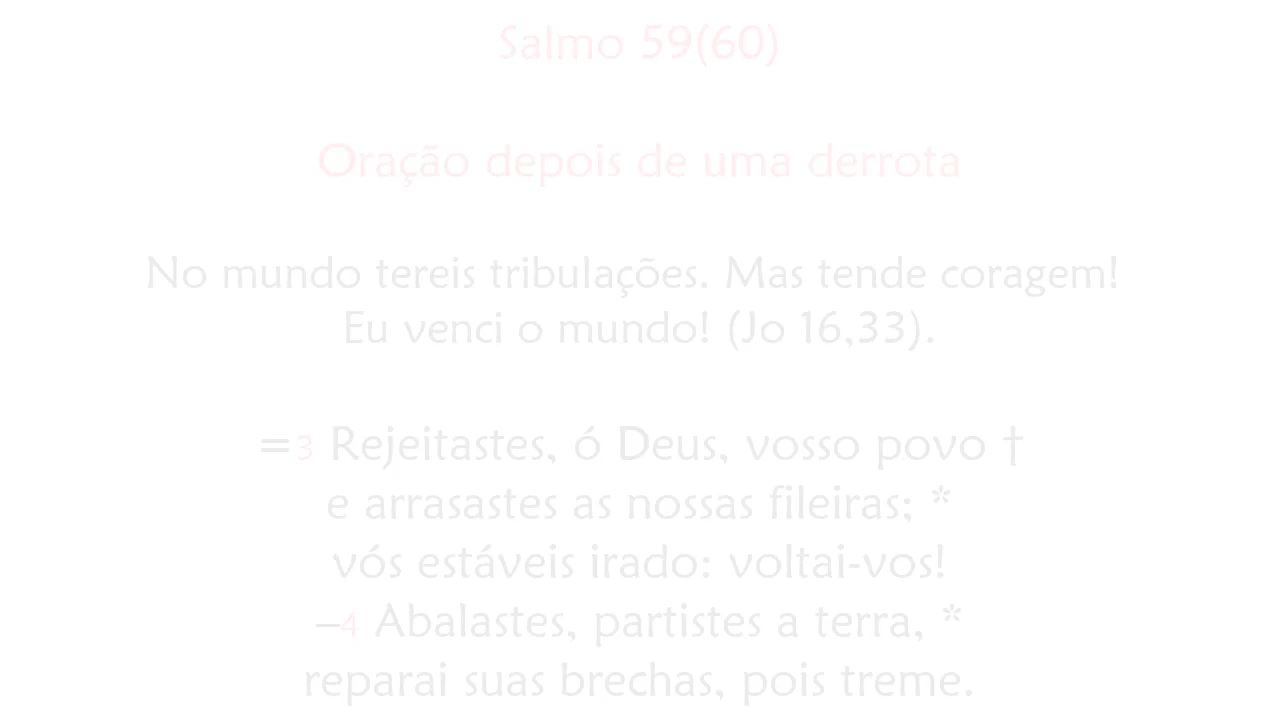 Salmo 59(60)
Oração depois de uma derrota
No mundo tereis tribulações. Mas tende coragem!
Eu venci o mundo! (Jo 16,33).
=3 Rejeitastes, ó Deus, vosso povo †
e arrasastes as nossas fileiras; *
vós estáveis irado: voltai-vos!
–4 Abalastes, partistes a terra, *
reparai suas brechas, pois treme.